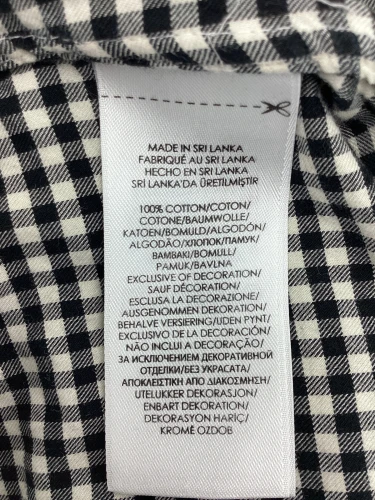 MADE IN SRI LANKA
FABRIQUÉ AU SRI LANKA
HECHO EN SRI LANKA
SRI LANKA'DA ÜRETİLMİŞTİR
100% COTTON/COTON/
COTONE/BAUMWOLLE/
KATOEN/BOMULD/ALGODÓN/
ALGODÃO/ХЛОПОК/ПАМУК/
BAMBAKI/BOMULL/
PAMUK/BAVLNA
EXCLUSIVE OF DECORATION/
SAUF DÉCORATION/
ESCLUSA LA DECORAZIONE/
AUSGENOMMEN DEKORATION/
BEHALVE VERSIERING/UDEN PYNT/
EXCLUSIVO DE LA DECORACIÓN/
NÃO INCLUI A DECORAÇÃO/
ЗА ИСКЛЮЧЕНИЕМ ДЕКОРАТИВНОЙ
ОТДЕЛКИ/БЕЗ УКРАСАТА/
ΑΠΟΚΛΕΙΣΤΙΚΗ ΑΠΟ ΔΙΑΚΟΣΜΗΣΗ/
UTELUKKER DEKORASJON/
ENBART DEKORATION/
DEKORASYON HARİÇ/
KROMĚ OZDOB